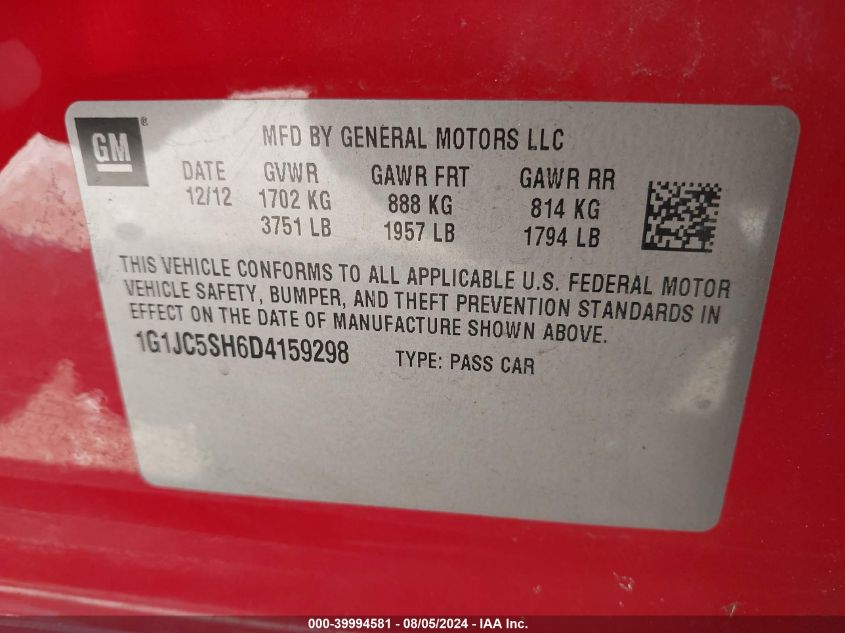 GM ®
MFD BY GENERAL MOTORS LLC
DATE GVWR GAWR FRT GAWR RR
12/12 1702 KG 888 KG 814 KG
3751 LB 1957 LB 1794 LB
THIS VEHICLE CONFORMS TO ALL APPLICABLE U.S. FEDERAL MOTOR
VEHICLE SAFETY, BUMPER, AND THEFT PREVENTION STANDARDS IN
EFFECT ON THE DATE OF MANUFACTURE SHOWN ABOVE.
1G1JC5SH6D4159298 TYPE: PASS CAR
000-39994581 - 08/05/2024 - IAA Inc.